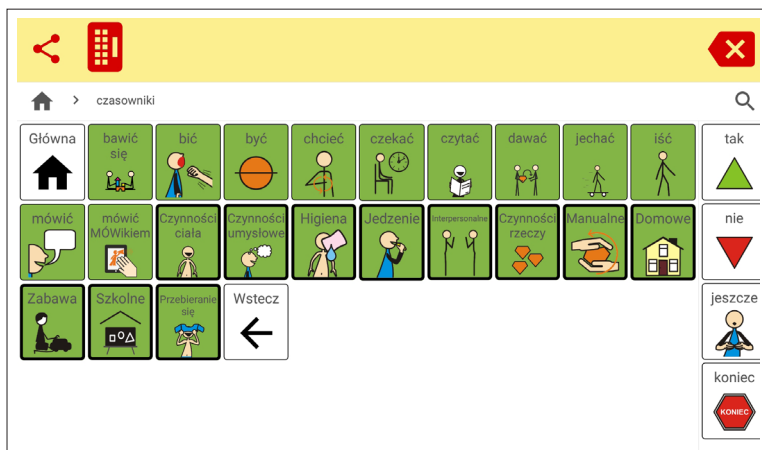 czasowniki
Główna
bawić
się
bić
być
chcieć
czekać
czytać
dawać
jechać
iść
tak
mówić
mówić
MÓWikiem
Czynności
ciała
Czynności
umysłowe
Higiena
Jedzenie
Interpersonalne
Czynności
rzeczy
Manualne
Domowe
nie
Zabawa
Szkolne
Przebieranie
się
Wstecz
jeszcze
koniec
KONIEC